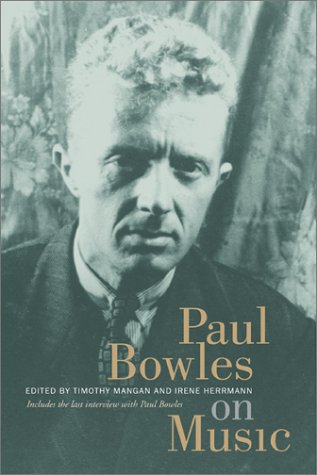 Paul
Bowles
EDITED BY TIMOTHY MANGAN AND IRENE HERRMANN
Includes the last interview with Paul Bowles
on
Music